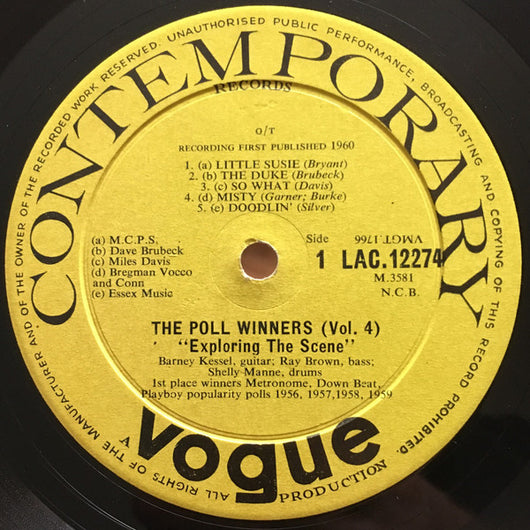 ALL RIGHTS OF THE MANUFACTURER AND OF THE OWNER OF THE RECORDED WORK RESERVED. UNAUTHORISED PUBLIC PERFORMANCE, BROADCASTING AND COPYING OF THIS RECORD PROHIBITED.
CONTEMPORARY
RECORDS
O/T
RECORDING FIRST PUBLISHED 1960
1. (a) LITTLE SUSIE (Bryant)
2. (b) THE DUKE (Brubeck)
3. (c) SO WHAT (Davis)
4. (d) MISTY (Garner; Burke)
5. (e) DOODLIN' (Silver)
(a) M.C.P.S.
(b) Dave Brubeck
(c) Miles Davis
(d) Bregman Vocco
and Conn
(e) Essex Music
Side
1 LAC.12274
VMGT.1766
M.3581
N.C.B.
THE POLL WINNERS (Vol. 4)
"Exploring The Scene"
Barney Kessel, guitar; Ray Brown, bass;
Shelly Manne, drums
1st place winners Metronome, Down Beat,
Playboy popularity polls 1956, 1957,1958, 1959
A
vogue
PRODUCTION